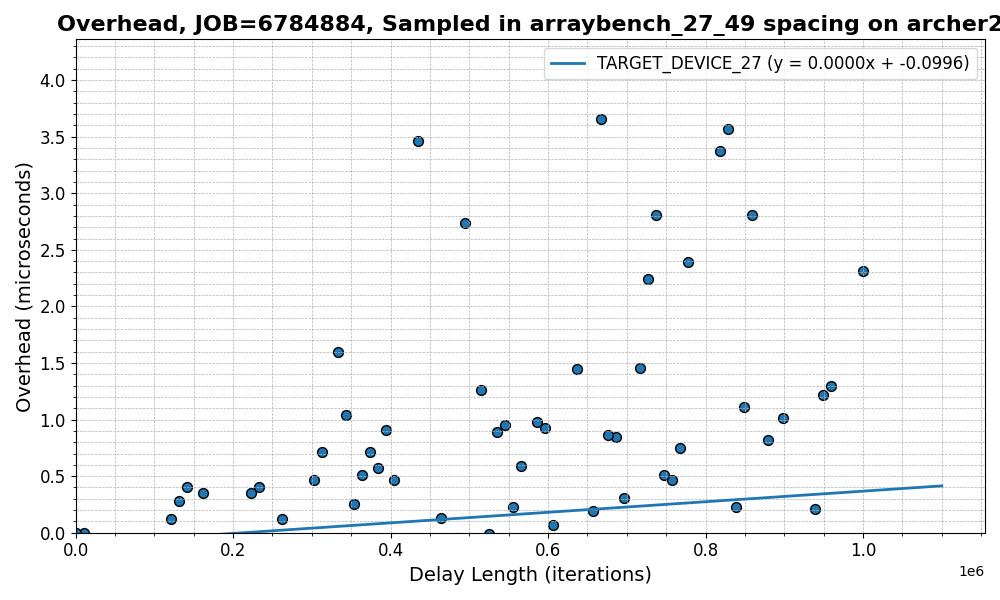 Overhead, JOB=6784884, Sampled in arraybench_27_49 spacing on archer2
TARGET_DEVICE_27 (y = 0.0000x + -0.0996)
Overhead (microseconds)
4.0
3.5
3.0
2.5
2.0
1.5
1.0
0.5
0.0
0.0 0.2 0.4 0.6 0.8 1.0
1e6
Delay Length (iterations)